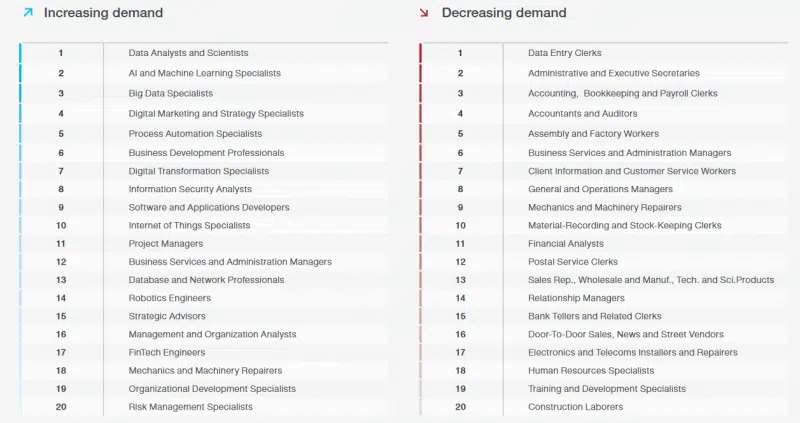 Increasing demand
1 Data Analysts and Scientists
2 AI and Machine Learning Specialists
3 Big Data Specialists
4 Digital Marketing and Strategy Specialists
5 Process Automation Specialists
6 Business Development Professionals
7 Digital Transformation Specialists
8 Information Security Analysts
9 Software and Applications Developers
10 Internet of Things Specialists
11 Project Managers
12 Business Services and Administration Managers
13 Database and Network Professionals
14 Robotics Engineers
15 Strategic Advisors
16 Management and Organization Analysts
17 FinTech Engineers
18 Mechanics and Machinery Repairers
19 Organizational Development Specialists
20 Risk Management Specialists
Decreasing demand
1 Data Entry Clerks
2 Administrative and Executive Secretaries
3 Accounting, Bookkeeping and Payroll Clerks
4 Accountants and Auditors
5 Assembly and Factory Workers
6 Business Services and Administration Managers
7 Client Information and Customer Service Workers
8 General and Operations Managers
9 Mechanics and Machinery Repairers
10 Material-Recording and Stock-Keeping Clerks
11 Financial Analysts
12 Postal Service Clerks
13 Sales Rep., Wholesale and Manuf., Tech. and Sci.Products
14 Relationship Managers
15 Bank Tellers and Related Clerks
16 Door-To-Door Sales, News and Street Vendors
17 Electronics and Telecoms Installers and Repairers
18 Human Resources Specialists
19 Training and Development Specialists
20 Construction Laborers